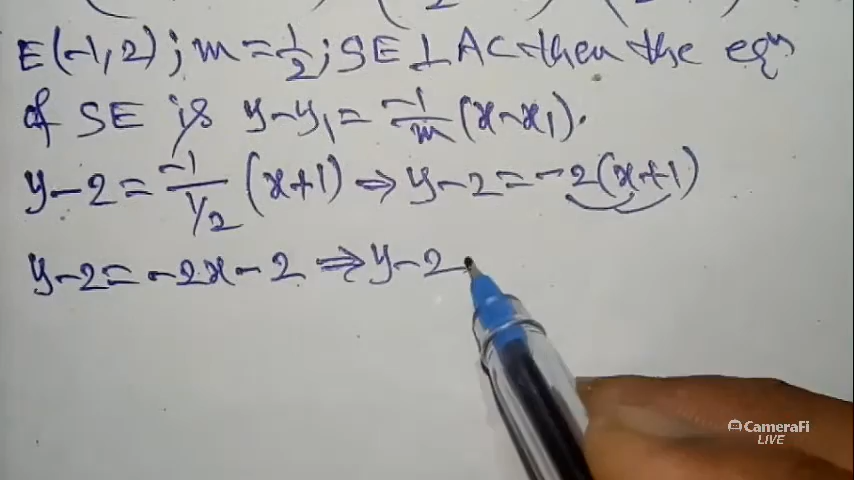 E(-1,2); m=1/2; SE⊥AC then the eqn
of SE is y-y₁ = -1/m (x-x₁).
y-2 = -1/(1/2) (x+1) ⇒ y-2 = -2(x+1)
y-2 = -2x-2 ⇒ y-2
CameraFi
LIVE